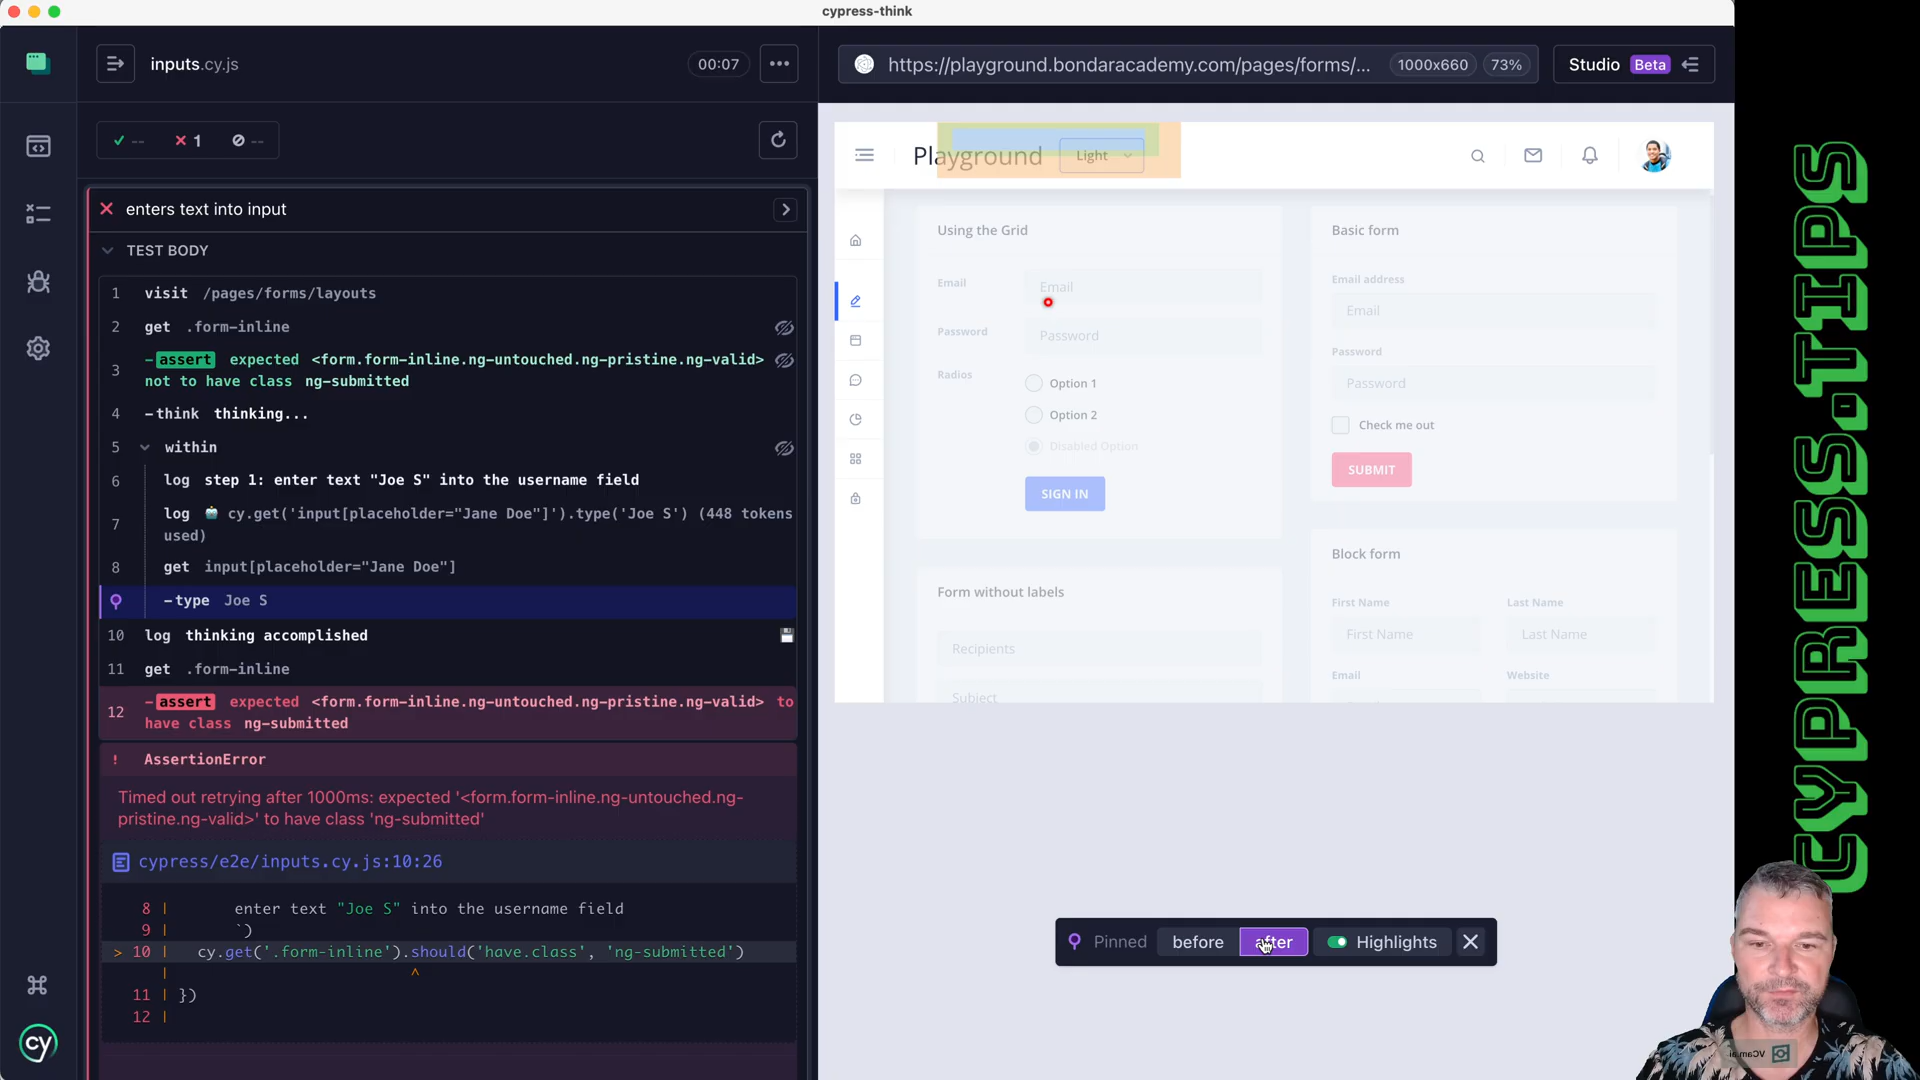 cypress-think
inputs.cy.js
00:07
https://playground.bondaracademy.com/pages/forms/...
1000x660
73%
Studio Beta
-- 1 --
enters text into input
TEST BODY
1 visit /pages/forms/layouts
2 get .form-inline
3 -assert expected <form.form-inline.ng-untouched.ng-pristine.ng-valid>
not to have class ng-submitted
4 -think thinking...
5 within
6 log step 1: enter text "Joe S" into the username field
7 log cy.get('input[placeholder="Jane Doe"]').type('Joe S') (448 tokens
used)
8 get input[placeholder="Jane Doe"]
-type Joe S
10 log thinking accomplished
11 get .form-inline
12 -assert expected <form.form-inline.ng-untouched.ng-pristine.ng-valid> to
have class ng-submitted
! AssertionError
Timed out retrying after 1000ms: expected '<form.form-inline.ng-untouched.ng-
pristine.ng-valid>' to have class 'ng-submitted'
cypress/e2e/inputs.cy.js:10:26
8 | enter text "Joe S" into the username field
9 | `)
> 10 | cy.get('.form-inline').should('have.class', 'ng-submitted')
| ^
11 | })
12 |
cy
Playground
Light
Using the Grid
Email
Email
Password
Password
Radios
Option 1
Option 2
Disabled Option
SIGN IN
Form without labels
Recipients
Subject
Basic form
Email address
Email
Password
Password
Check me out
SUBMIT
Block form
First Name
Last Name
First Name
Last Name
Email
Website
Pinned
before
after
Highlights
CYPRESS.TIPS
VCam.ai